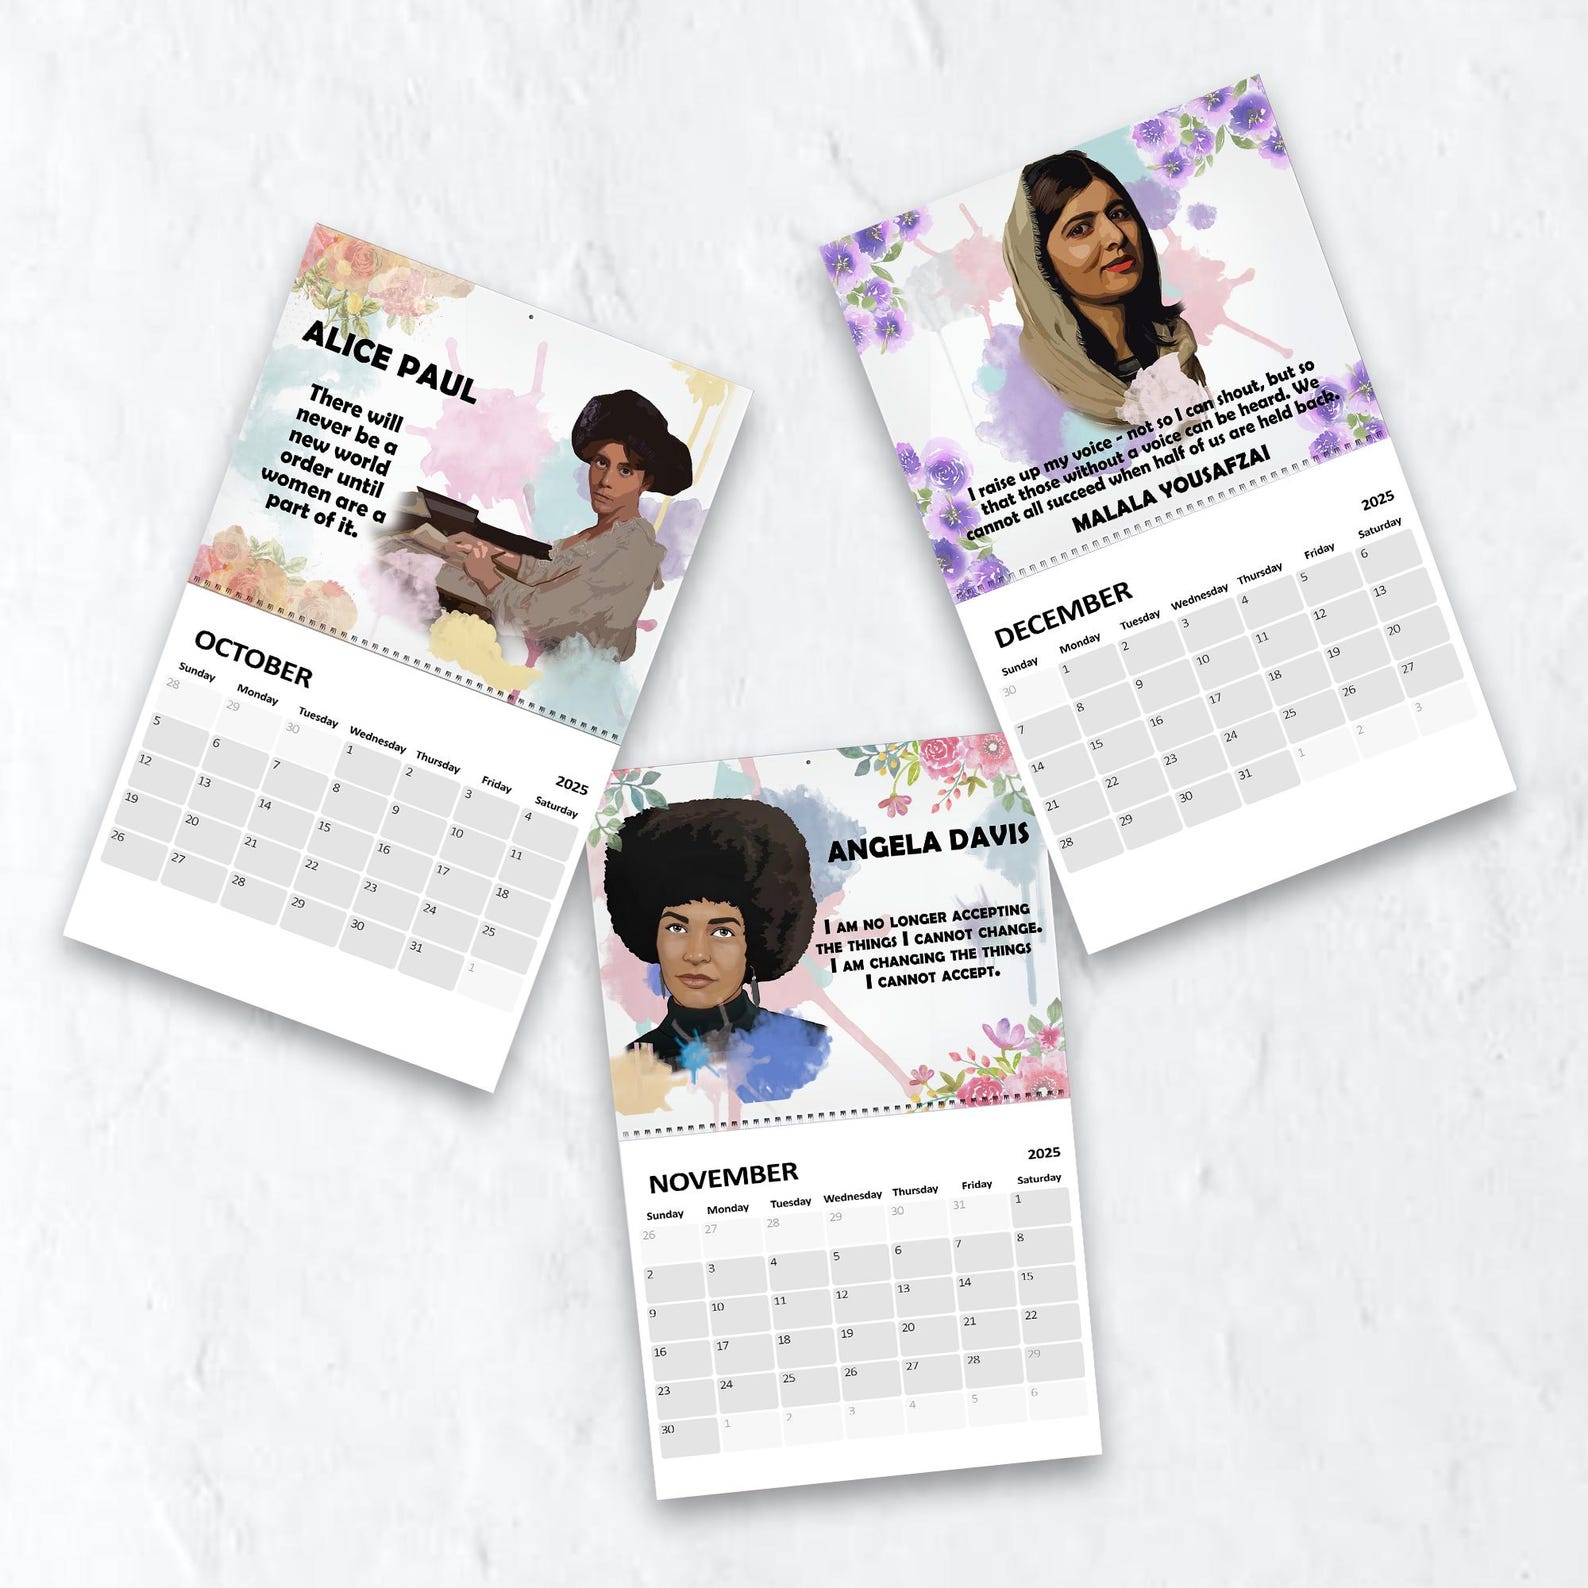 ALICE PAUL
There will
never be a
new world
order until
women are a
part of it.
OCTOBER
2025
Sunday Monday Tuesday Wednesday Thursday Friday Saturday
28 29 30 1 2 3 4
5 6 7 8 9 10 11
12 13 14 15 16 17 18
19 20 21 22 23 24 25
26 27 28 29 30 31 1
I raise up my voice - not so I can shout, but so
that those without a voice can be heard. We
cannot all succeed when half of us are held back.
MALALA YOUSAFZAI
2025
DECEMBER
Sunday Monday Tuesday Wednesday Thursday Friday Saturday
30 1 2 3 4 5 6
7 8 9 10 11 12 13
14 15 16 17 18 19 20
21 22 23 24 25 26 27
28 29 30 31 1 2 3
ANGELA DAVIS
I AM NO LONGER ACCEPTING
THE THINGS I CANNOT CHANGE.
I AM CHANGING THE THINGS
I CANNOT ACCEPT.
2025
NOVEMBER
Sunday Monday Tuesday Wednesday Thursday Friday Saturday
26 27 28 29 30 31 1
2 3 4 5 6 7 8
9 10 11 12 13 14 15
16 17 18 19 20 21 22
23 24 25 26 27 28 29
30 1 2 3 4 5 6